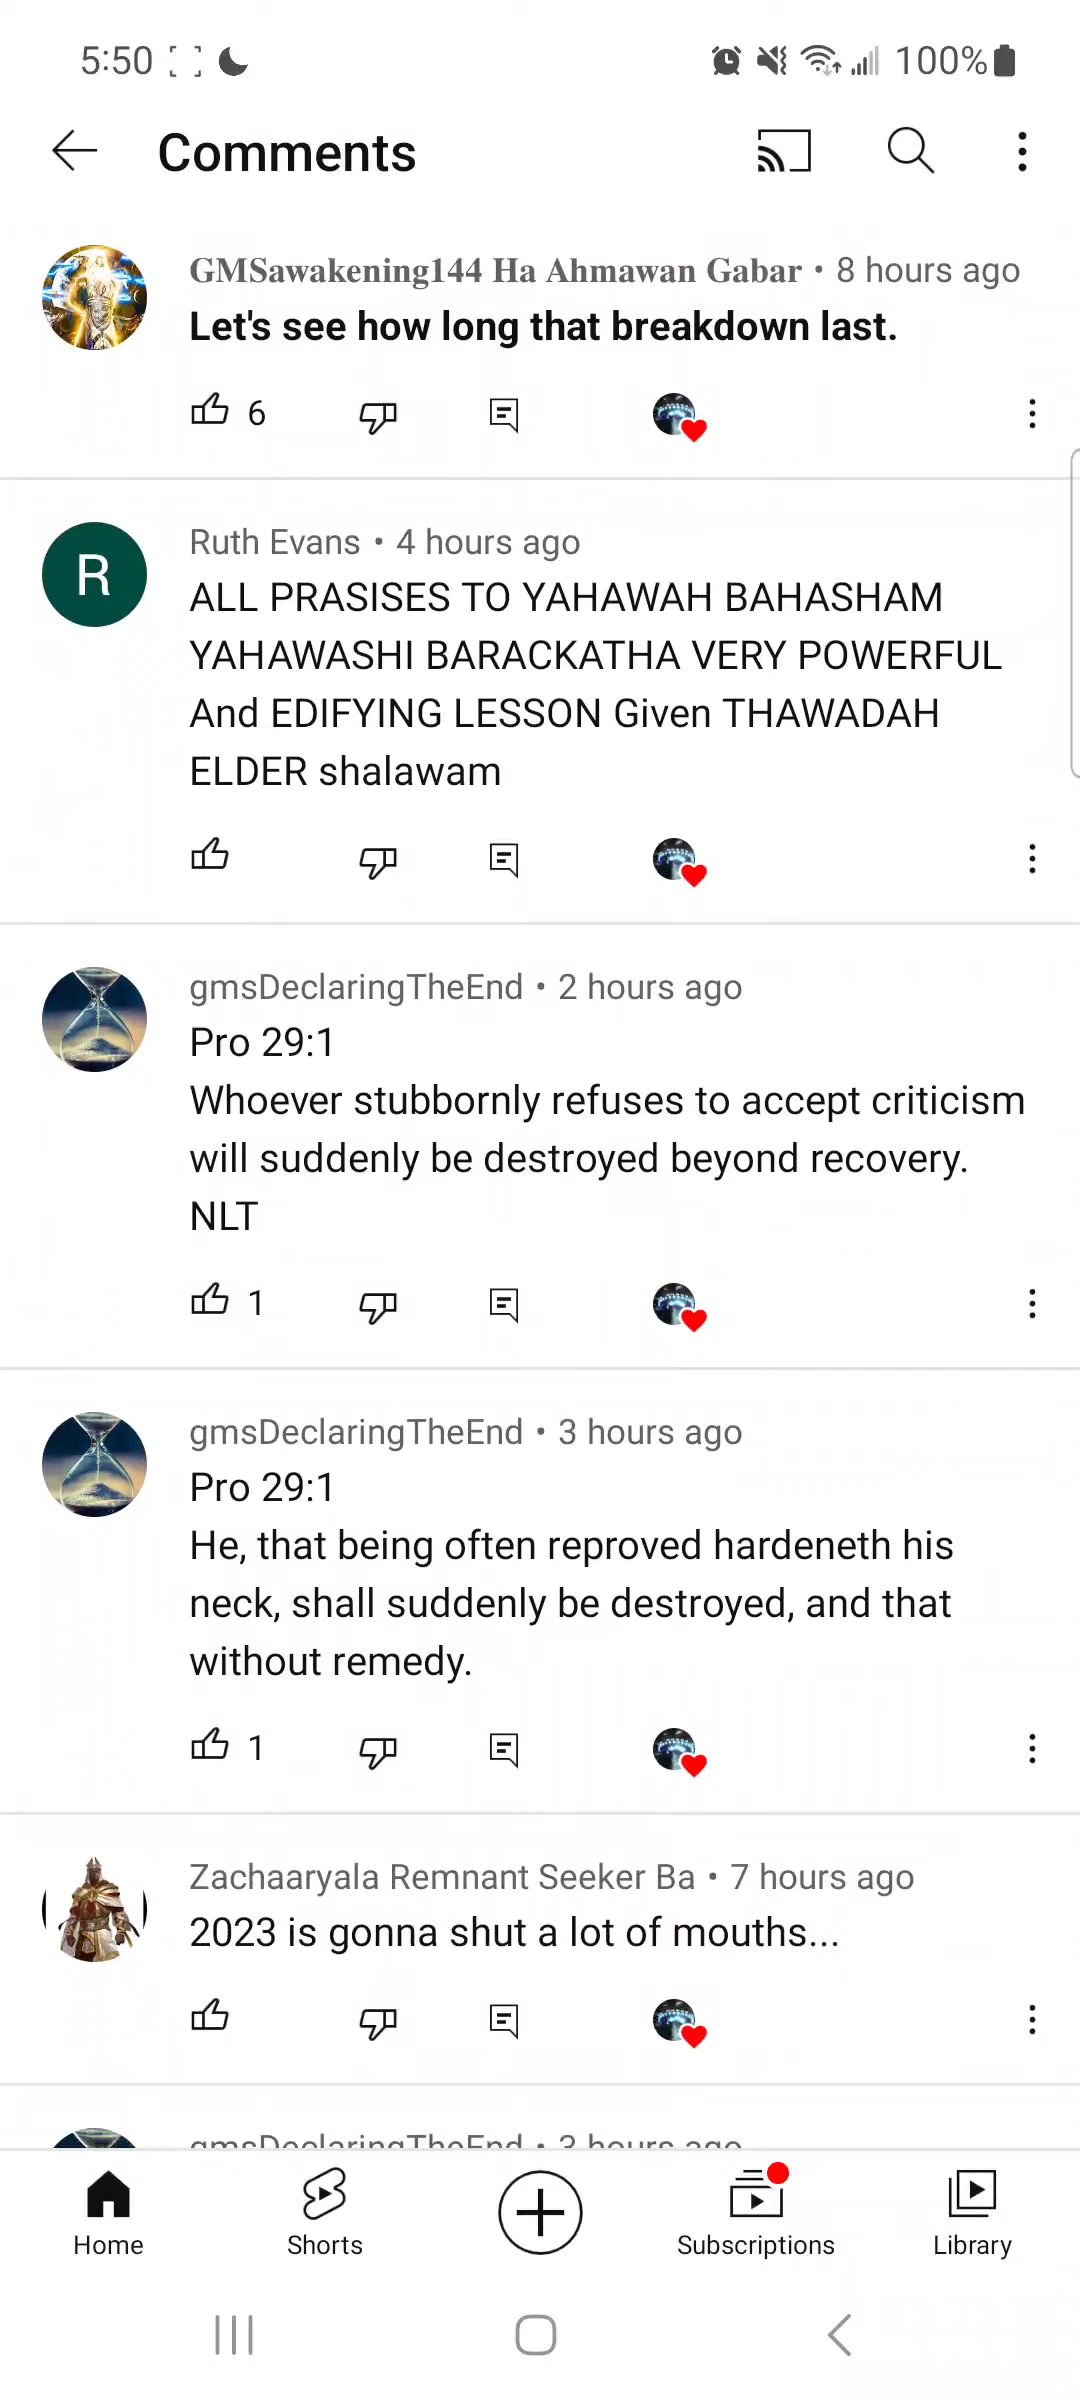 5:50 100%
Comments
GMSawakening144 Ha Ahmawan Gabar • 8 hours ago
Let's see how long that breakdown last.
6
R
Ruth Evans • 4 hours ago
ALL PRASISES TO YAHAWAH BAHASHAM
YAHAWASHI BARACKATHA VERY POWERFUL
And EDIFYING LESSON Given THAWADAH
ELDER shalawam
gmsDeclaringTheEnd • 2 hours ago
Pro 29:1
Whoever stubbornly refuses to accept criticism
will suddenly be destroyed beyond recovery.
NLT
1
gmsDeclaringTheEnd • 3 hours ago
Pro 29:1
He, that being often reproved hardeneth his
neck, shall suddenly be destroyed, and that
without remedy.
1
Zachaaryala Remnant Seeker Ba • 7 hours ago
2023 is gonna shut a lot of mouths...
gmsDeclaringTheEnd • 3 hours ago
Home Shorts Subscriptions Library